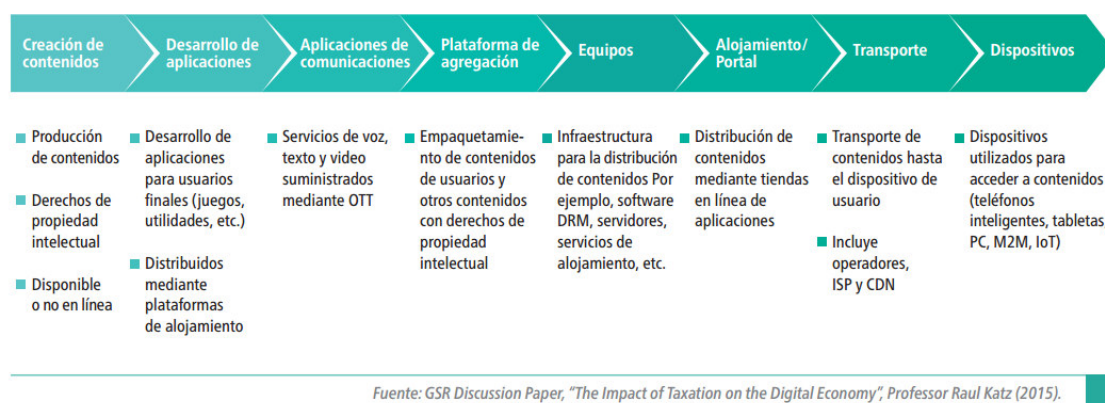 Creación de
contenidos
Desarrollo de
aplicaciones
Aplicaciones de
comunicaciones
Plataforma de
agregación
Equipos
Alojamiento/
Portal
Transporte
Dispositivos
Producción
de contenidos
Derechos de
propiedad
intelectual
Disponible
o no en línea
Desarrollo de
aplicaciones
para usuarios
finales (juegos,
utilidades, etc.)
Distribuidos
mediante
plataformas
de alojamiento
Servicios de voz,
texto y video
suministrados
mediante OTT
Empaquetamie-
nto de contenidos
de usuarios y
otros contenidos
con derechos de
propiedad
intelectual
Infraestructura
para la distribución
de contenidos Por
ejemplo, software
DRM, servidores,
servicios de
alojamiento, etc.
Distribución de
contenidos
mediante tiendas
en línea de
aplicaciones
Transporte de
contenidos hasta
el dispositivo de
usuario
Incluye
operadores,
ISP y CDN
Dispositivos
utilizados para
acceder a contenidos
(teléfonos
inteligentes, tabletas,
PC, M2M, IoT)
Fuente: GSR Discussion Paper, "The Impact of Taxation on the Digital Economy", Professor Raul Katz (2015).